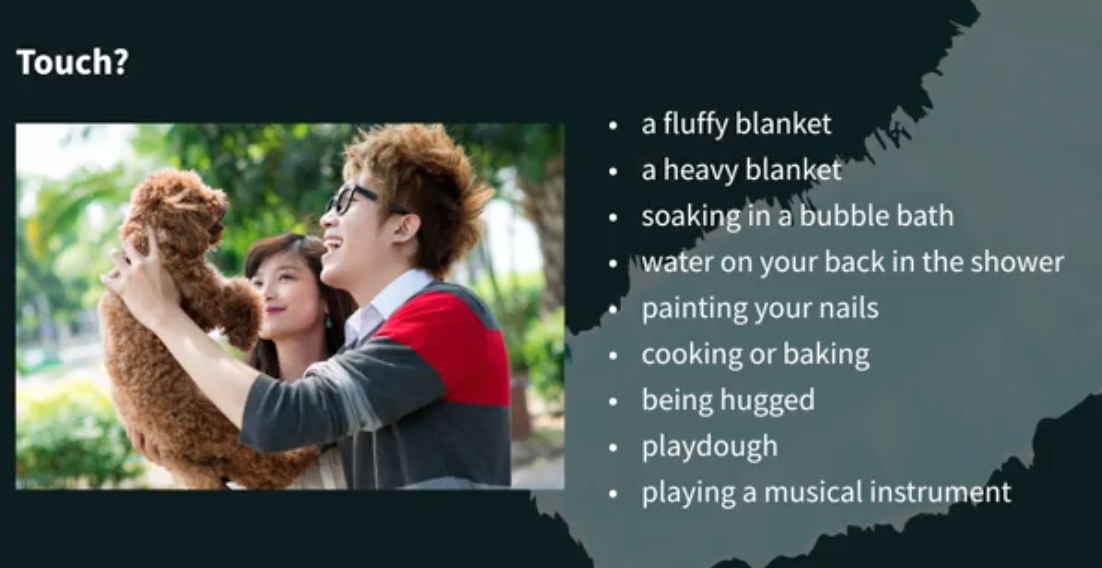 Touch?
• a fluffy blanket
• a heavy blanket
• soaking in a bubble bath
• water on your back in the shower
• painting your nails
• cooking or baking
• being hugged
• playdough
• playing a musical instrument